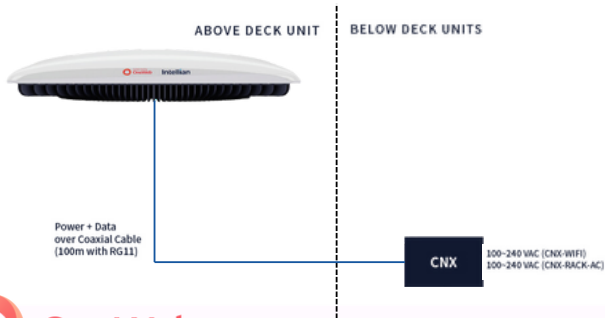 ABOVE DECK UNIT
BELOW DECK UNITS
OneWeb intellian
Power + Data
over Coaxial Cable
(100m with RG11)
CNX
100~240 VAC (CNX-WIFI)
100~240 VAC (CNX-RACK-AC)